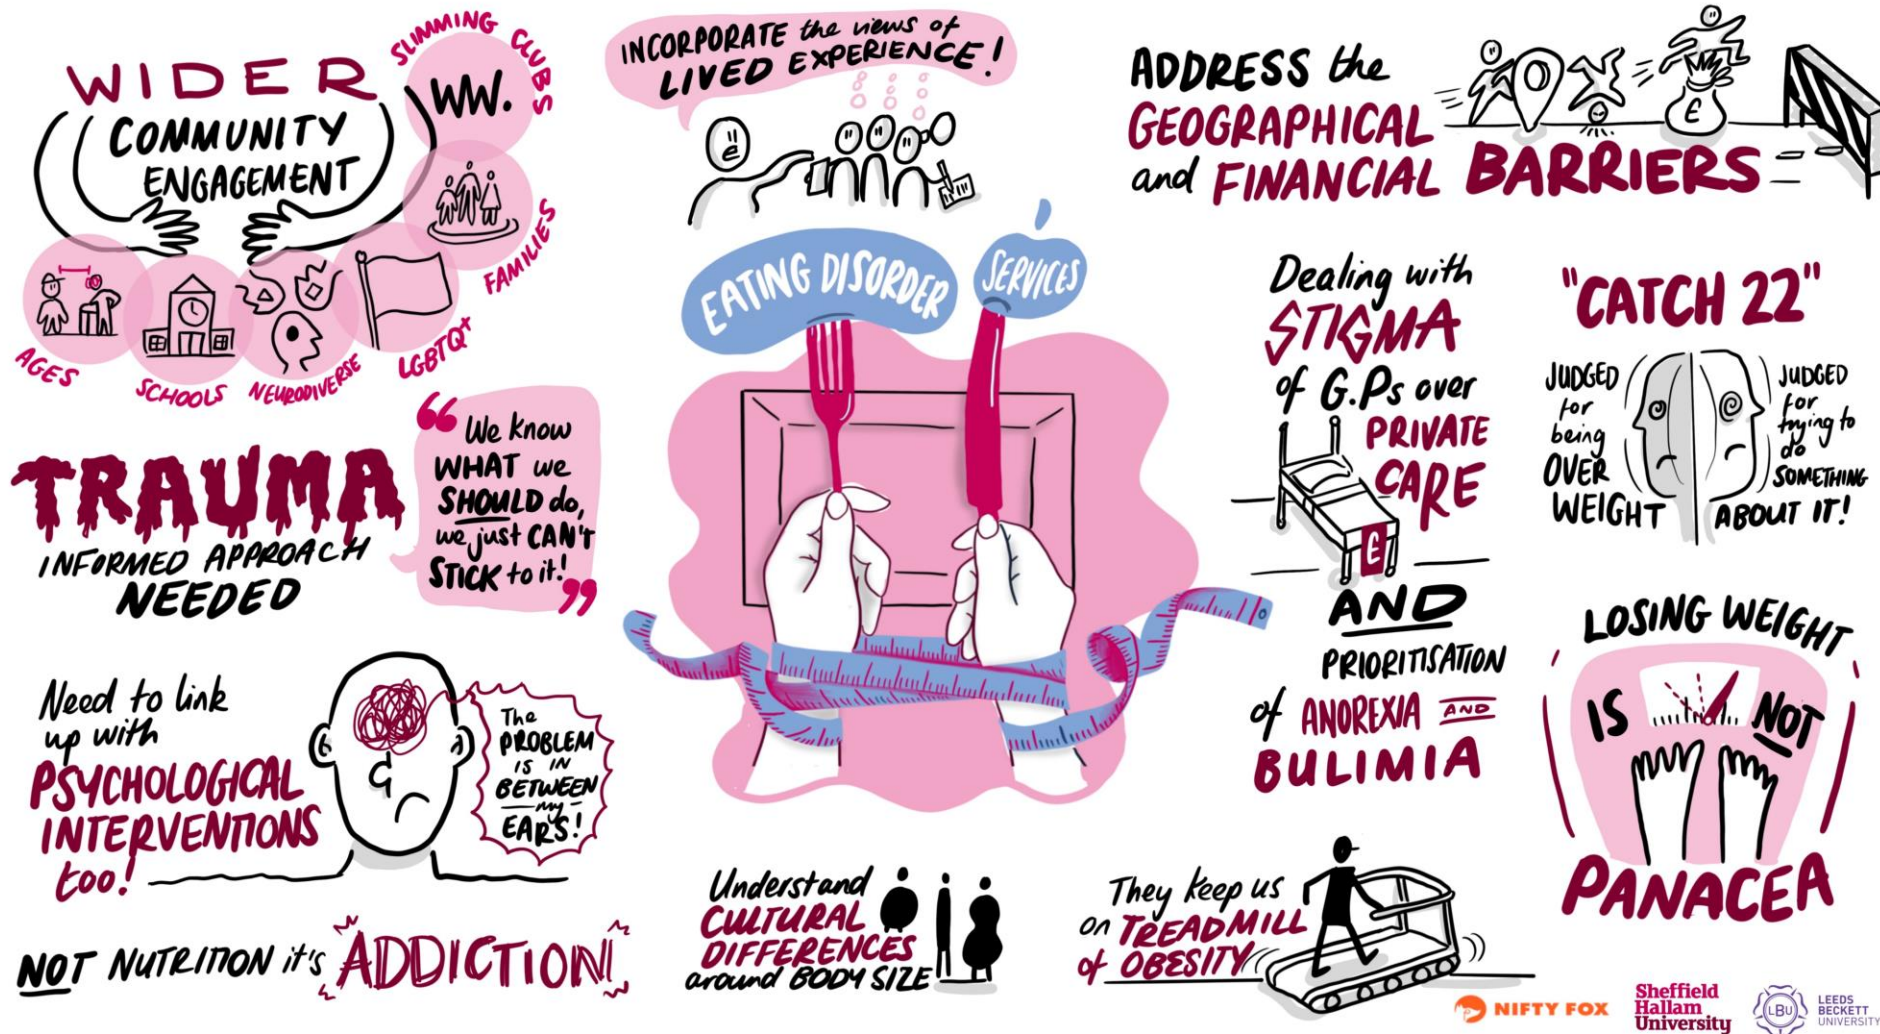 WIDER
COMMUNITY
ENGAGEMENT
SLIMMING CLUBS
WW.
FAMILIES
LGBTQ+
NEURODIVERSE
SCHOOLS
AGES
INCORPORATE the views of
LIVED EXPERIENCE!
ADDRESS the
GEOGRAPHICAL
and FINANCIAL BARRIERS
£
EATING DISORDER
SERVICES
Dealing with
STIGMA
of G.Ps over
PRIVATE
CARE
£
AND
PRIORITISATION
of ANOREXIA AND
BULIMIA
"CATCH 22"
JUDGED
for
being
OVER
WEIGHT
JUDGED
for
trying to
do
SOMETHING
ABOUT IT!
TRAUMA
INFORMED APPROACH
NEEDED
“We know
WHAT we
SHOULD do,
we just CAN'T
STICK to it!”
Need to link
up with
PSYCHOLOGICAL
INTERVENTIONS
too!
The
PROBLEM
IS IN
BETWEEN
-my-
EARS!
LOSING WEIGHT
IS NOT
PANACEA
NOT NUTRITION it's ADDICTION!
Understand
CULTURAL
DIFFERENCES
around BODY SIZE
They keep us
on TREADMILL
of OBESITY
NIFTY FOX
Sheffield
Hallam
University
LBU
LEEDS
BECKETT
UNIVERSITY